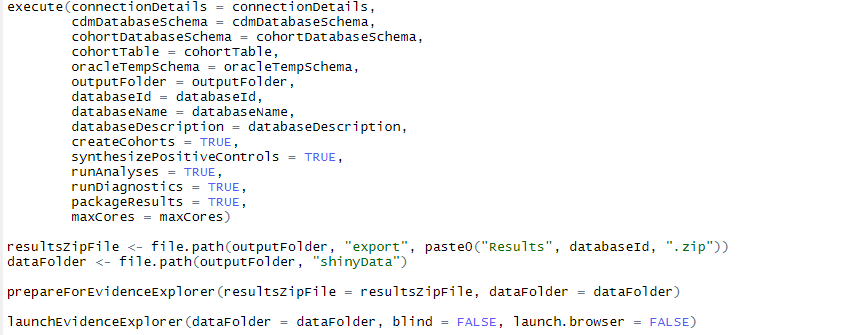 execute(connectionDetails = connectionDetails,
        cdmDatabaseSchema = cdmDatabaseSchema,
        cohortDatabaseSchema = cohortDatabaseSchema,
        cohortTable = cohortTable,
        oracleTempSchema = oracleTempSchema,
        outputFolder = outputFolder,
        databaseId = databaseId,
        databaseName = databaseName,
        databaseDescription = databaseDescription,
        createCohorts = TRUE,
        synthesizePositiveControls = TRUE,
        runAnalyses = TRUE,
        runDiagnostics = TRUE,
        packageResults = TRUE,
        maxCores = maxCores)

resultsZipFile <- file.path(outputFolder, "export", paste0("Results", databaseId, ".zip"))
dataFolder <- file.path(outputFolder, "shinyData")

prepareForEvidenceExplorer(resultsZipFile = resultsZipFile, dataFolder = dataFolder)

launchEvidenceExplorer(dataFolder = dataFolder, blind = FALSE, launch.browser = FALSE)